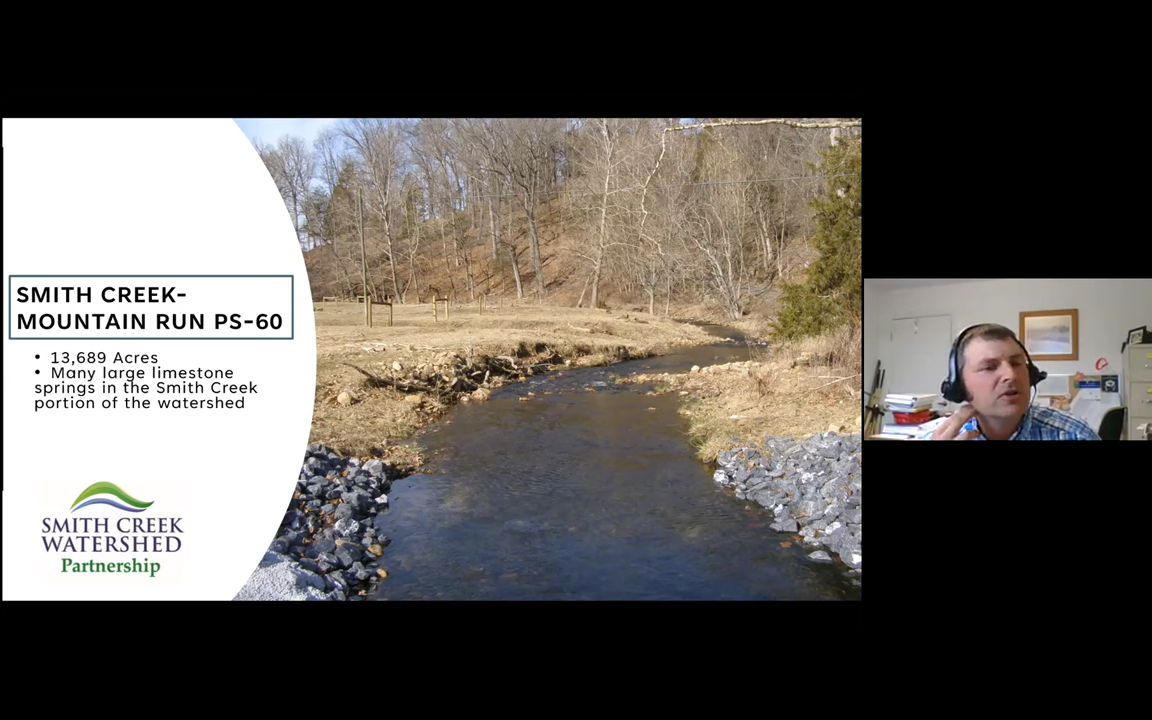 SMITH CREEK-
MOUNTAIN RUN PS-60
• 13,689 Acres
• Many large limestone
springs in the Smith Creek
portion of the watershed
SMITH CREEK
WATERSHED
Partnership